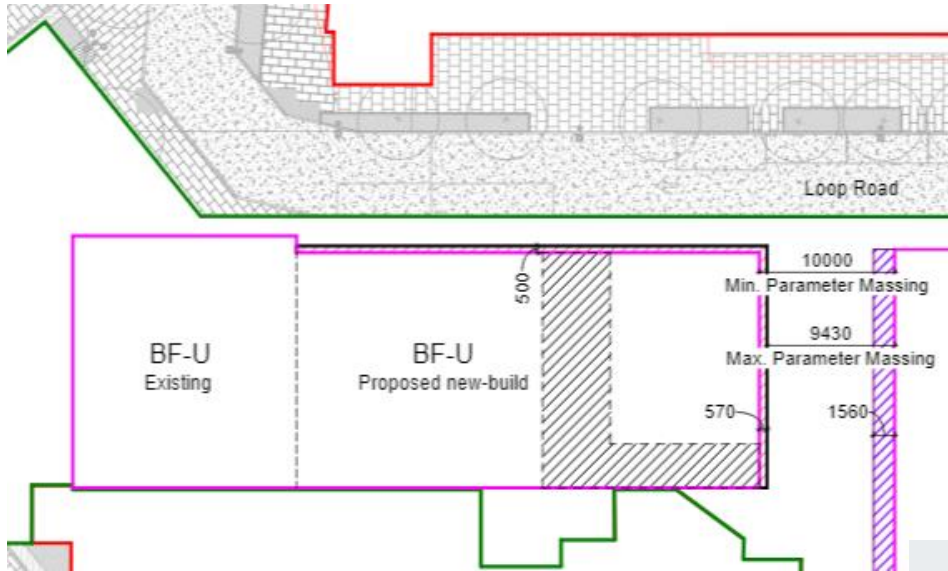 Loop Road
10000
Min. Parameter Massing
500
BF-U
Existing
BF-U
Proposed new-build
9430
Max. Parameter Massing
570
1560